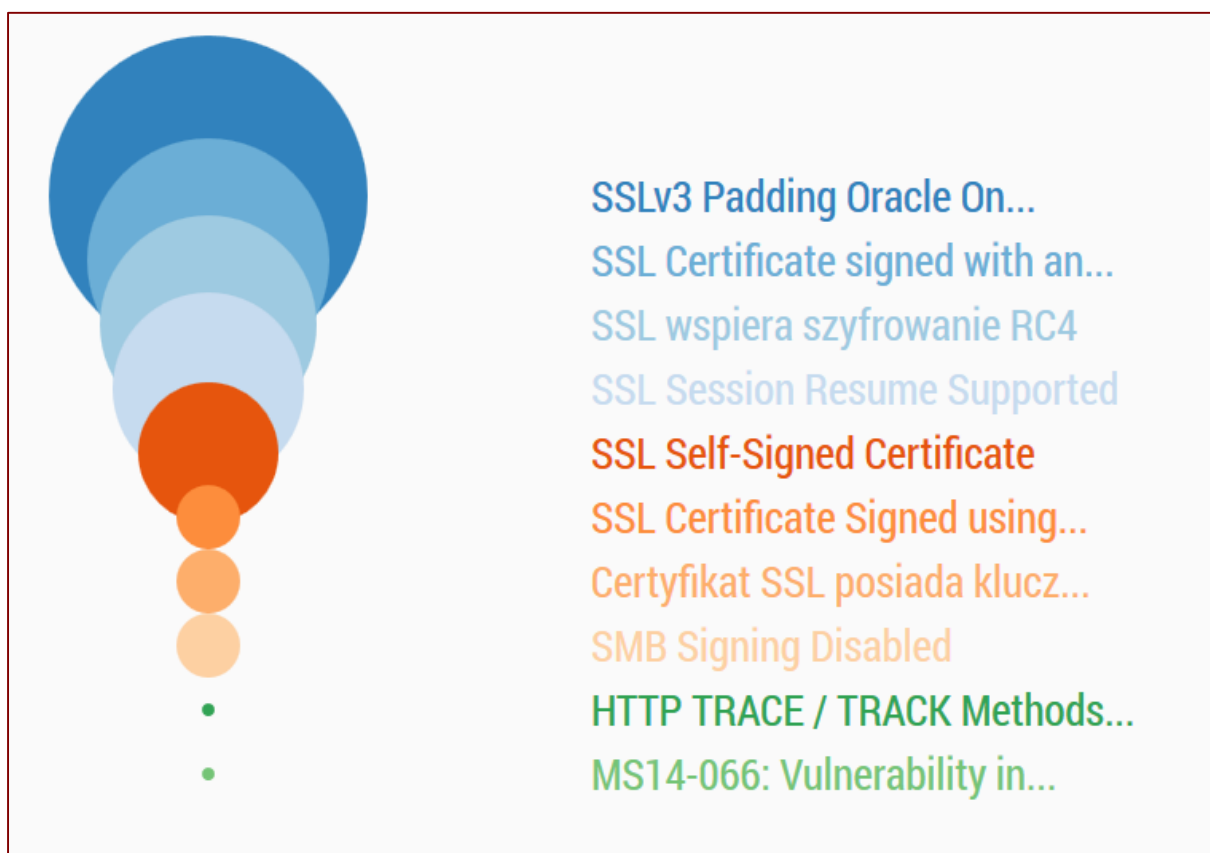 SSLv3 Padding Oracle On...
SSL Certificate signed with an...
SSL wspiera szyfrowanie RC4
SSL Session Resume Supported
SSL Self-Signed Certificate
SSL Certificate Signed using...
Certyfikat SSL posiada klucz...
SMB Signing Disabled
HTTP TRACE / TRACK Methods...
MS14-066: Vulnerability in...